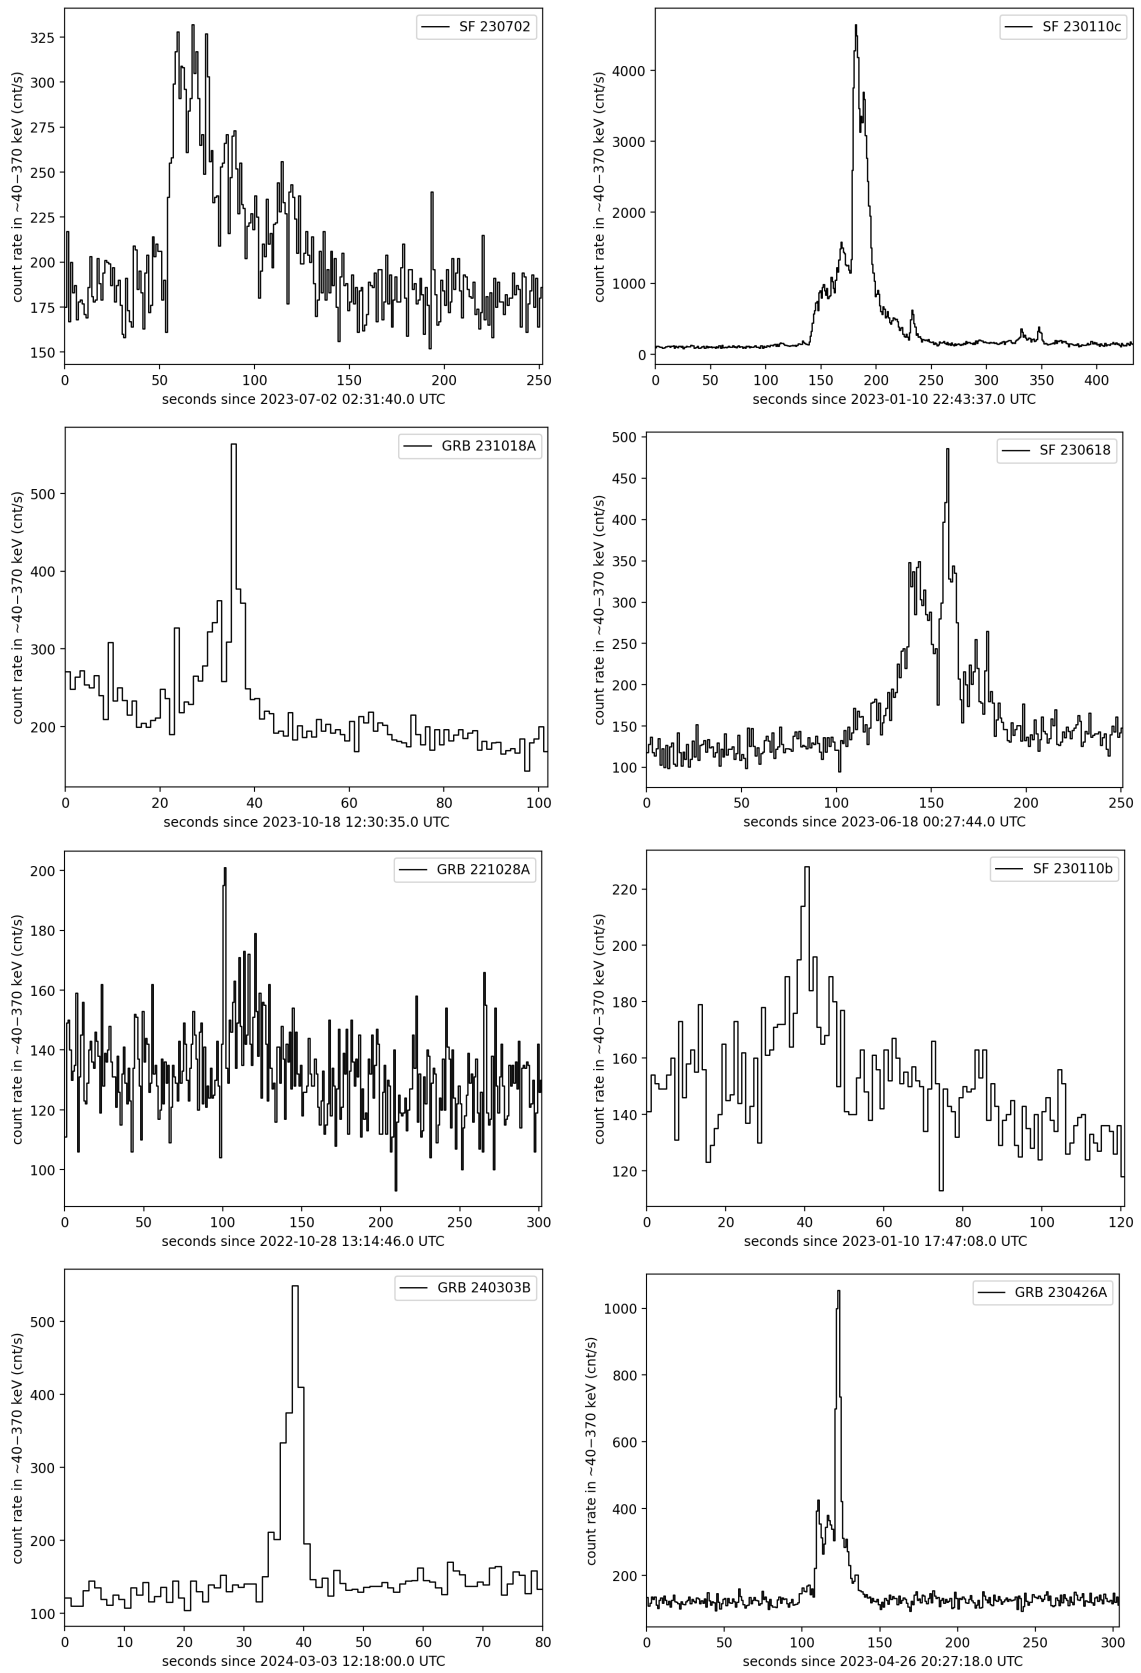 SF 230702
325
300
275
250
225
200
175
150
count rate in ~40−370 keV (cnt/s)
0 50 100 150 200 250
seconds since 2023-07-02 02:31:40.0 UTC
SF 230110c
4000
3000
2000
1000
0
count rate in ~40−370 keV (cnt/s)
0 50 100 150 200 250 300 350 400
seconds since 2023-01-10 22:43:37.0 UTC
GRB 231018A
500
400
300
200
count rate in ~40−370 keV (cnt/s)
0 20 40 60 80 100
seconds since 2023-10-18 12:30:35.0 UTC
SF 230618
500
450
400
350
300
250
200
150
100
count rate in ~40−370 keV (cnt/s)
0 50 100 150 200 250
seconds since 2023-06-18 00:27:44.0 UTC
GRB 221028A
200
180
160
140
120
100
count rate in ~40−370 keV (cnt/s)
0 50 100 150 200 250 300
seconds since 2022-10-28 13:14:46.0 UTC
SF 230110b
220
200
180
160
140
120
count rate in ~40−370 keV (cnt/s)
0 20 40 60 80 100 120
seconds since 2023-01-10 17:47:08.0 UTC
GRB 240303B
500
400
300
200
100
count rate in ~40−370 keV (cnt/s)
0 10 20 30 40 50 60 70 80
seconds since 2024-03-03 12:18:00.0 UTC
GRB 230426A
1000
800
600
400
200
count rate in ~40−370 keV (cnt/s)
0 50 100 150 200 250 300
seconds since 2023-04-26 20:27:18.0 UTC